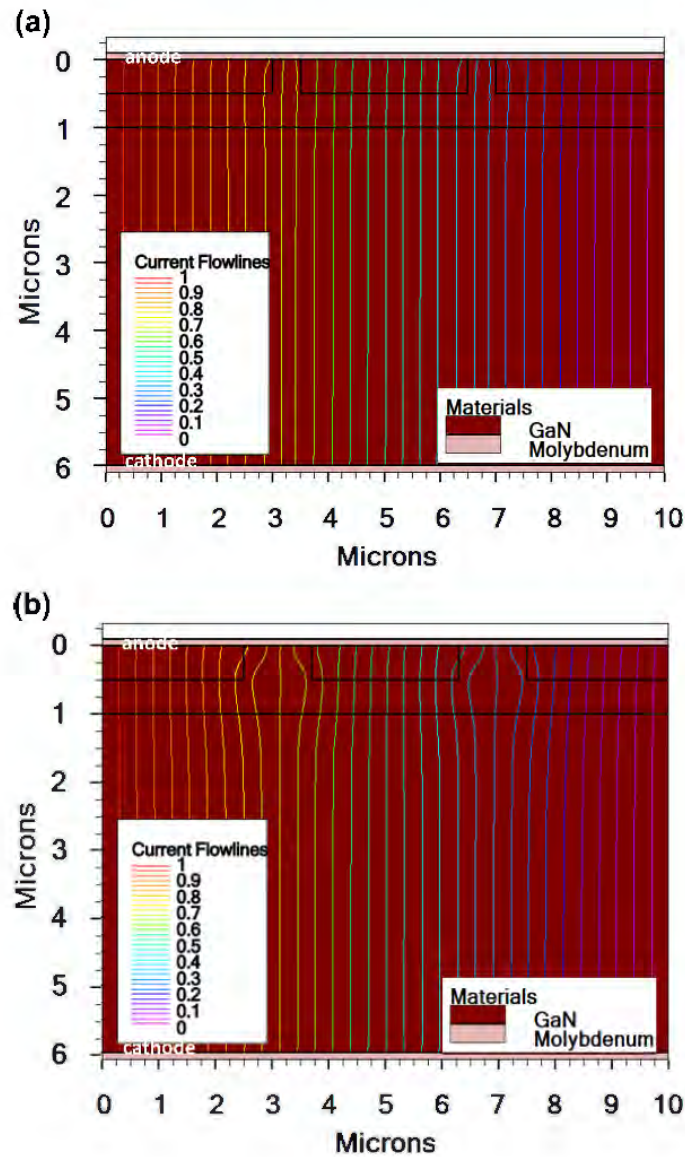 (a)
anode
0
1
2
3
4
5
6
Microns
Current Flowlines
1
0.9
0.8
0.7
0.6
0.5
0.4
0.3
0.2
0.1
0
Materials
GaN
Molybdenum
cathode
0 1 2 3 4 5 6 7 8 9 10
Microns
(b)
anode
0
1
2
3
4
5
6
Microns
Current Flowlines
1
0.9
0.8
0.7
0.6
0.5
0.4
0.3
0.2
0.1
0
Materials
GaN
Molybdenum
cathode
0 1 2 3 4 5 6 7 8 9 10
Microns